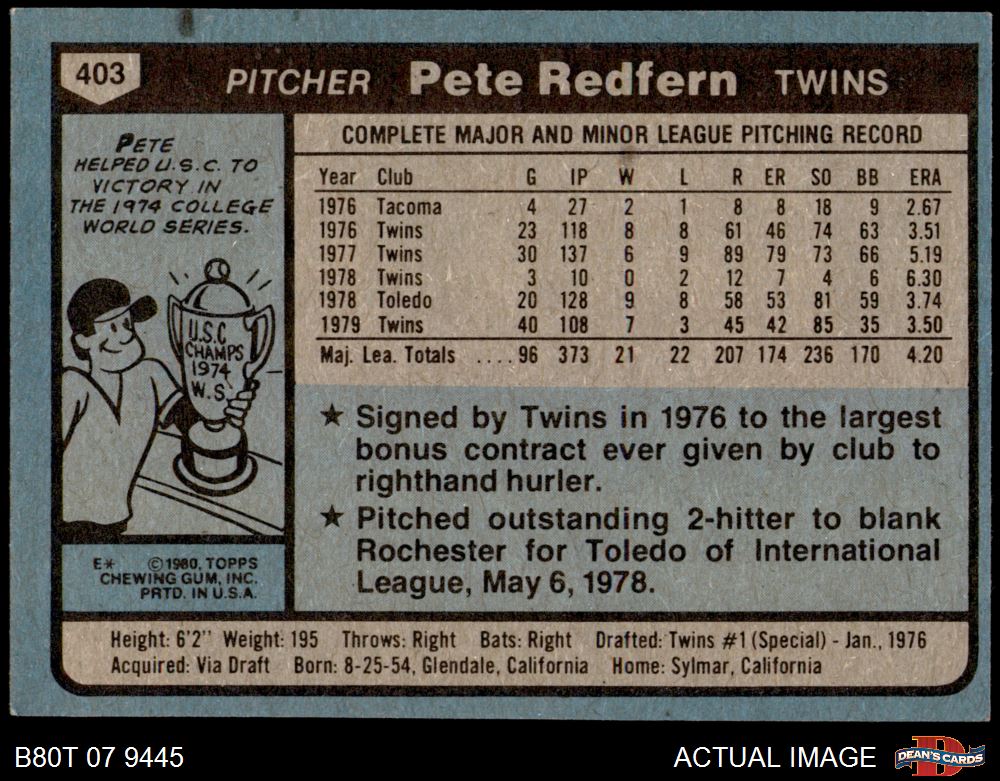 403
PITCHER Pete Redfern TWINS
PETE
HELPED U.S.C. TO
VICTORY IN
THE 1974 COLLEGE
WORLD SERIES.
U.S.C
CHAMPS
1974
W.S.
E* ©1980, TOPPS
CHEWING GUM, INC.
PRTD. IN U.S.A.
COMPLETE MAJOR AND MINOR LEAGUE PITCHING RECORD
Year Club G IP W L R ER SO BB ERA
1976 Tacoma 4 27 2 1 8 8 18 9 2.67
1976 Twins 23 118 8 8 61 46 74 63 3.51
1977 Twins 30 137 6 9 89 79 73 66 5.19
1978 Twins 3 10 0 2 12 7 4 6 6.30
1978 Toledo 20 128 9 8 58 53 81 59 3.74
1979 Twins 40 108 7 3 45 42 85 35 3.50
Maj. Lea. Totals ....96 373 21 22 207 174 236 170 4.20
★ Signed by Twins in 1976 to the largest
bonus contract ever given by club to
righthand hurler.
★ Pitched outstanding 2-hitter to blank
Rochester for Toledo of International
League, May 6, 1978.
Height: 6'2" Weight: 195 Throws: Right Bats: Right Drafted: Twins #1 (Special) - Jan., 1976
Acquired: Via Draft Born: 8-25-54, Glendale, California Home: Sylmar, California
B80T 07 9445
ACTUAL IMAGE
D
DEAN'S CARDS